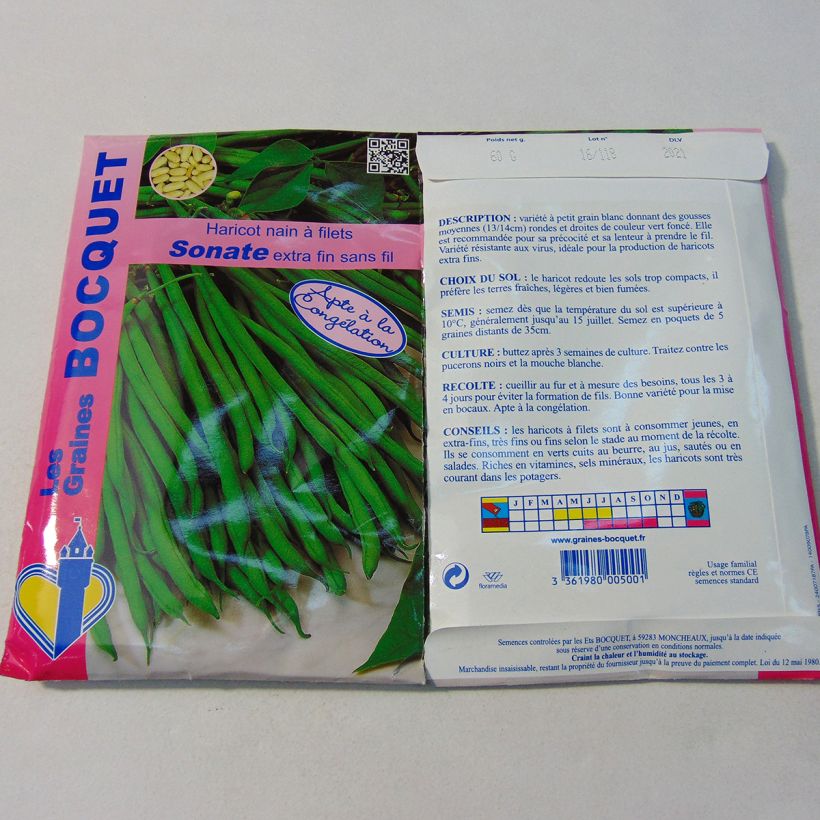 Les
Graines BOCQUET
Haricot nain à filets
Sonate extra fin sans fil
Apte à la
Congélation
Poids net g. Lot n° DLV
60 G 16/118 2021
DESCRIPTION : variété à petit grain blanc donnant des gousses
moyennes (13/14cm) rondes et droites de couleur vert foncé. Elle
est recommandée pour sa précocité et sa lenteur à prendre le fil.
Variété résistante aux virus, idéale pour la production de haricots
extra fins.
CHOIX DU SOL : le haricot redoute les sols trop compacts, il
préfère les terres fraîches, légères et bien fumées.
SEMIS : semez dès que la température du sol est supérieure à
10°C, généralement jusqu'au 15 juillet. Semez en poquets de 5
graines distants de 35cm.
CULTURE : buttez après 3 semaines de culture. Traitez contre les
pucerons noirs et la mouche blanche.
RECOLTE : cueillir au fur et à mesure des besoins, tous les 3 à
4 jours pour éviter la formation de fils. Bonne variété pour la mise
en bocaux. Apte à la congélation.
CONSEILS : les haricots à filets sont à consommer jeunes, en
extra-fins, très fins ou fins selon le stade au moment de la récolte.
Ils se consomment en verts cuits au beurre, au jus, sautés ou en
salades. Riches en vitamines, sels minéraux, les haricots sont très
courant dans les potagers.
J F M A M J J A S O N D
www.graines-bocquet.fr
floramedia
3 361980 005001
Usage familial
règles et normes CE
semences standard
Semences controlées par les Ets BOCQUET, à 59283 MONCHEAUX, jusqu'à la date indiquée
sous réserve d'une conservation en conditions normales.
Craint la chaleur et l'humidité au stockage.
Marchandise insaisissable, restant la propriété du fournisseur jusqu'à la preuve du paiement complet. Loi du 12 mai 1980.